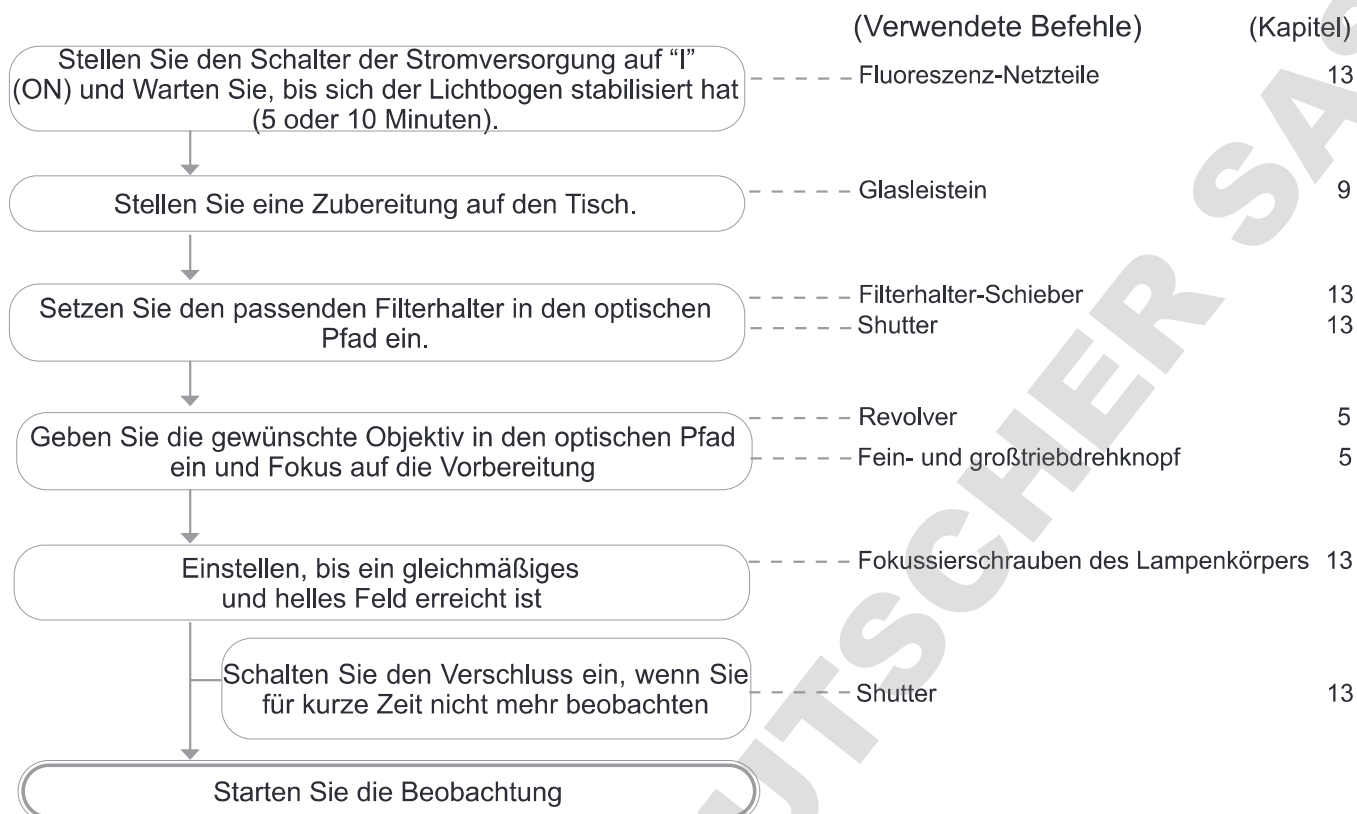 (Verwendete Befehle) (Kapitel)
Stellen Sie den Schalter der Stromversorgung auf “I”
(ON) und Warten Sie, bis sich der Lichtbogen stabilisiert hat
(5 oder 10 Minuten).
Fluoreszenz-Netzteile 13
Stellen Sie eine Zubereitung auf den Tisch.
Glasleistein 9
Setzen Sie den passenden Filterhalter in den optischen
Pfad ein.
Filterhalter-Schieber 13
Shutter 13
Geben Sie die gewünschte Objektiv in den optischen Pfad
ein und Fokus auf die Vorbereitung
Revolver 5
Fein- und großtriebdrehknopf 5
Einstellen, bis ein gleichmäßiges
und helles Feld erreicht ist
Fokussierschrauben des Lampenkörpers 13
Schalten Sie den Verschluss ein, wenn Sie
für kurze Zeit nicht mehr beobachten
Shutter 13
Starten Sie die Beobachtung